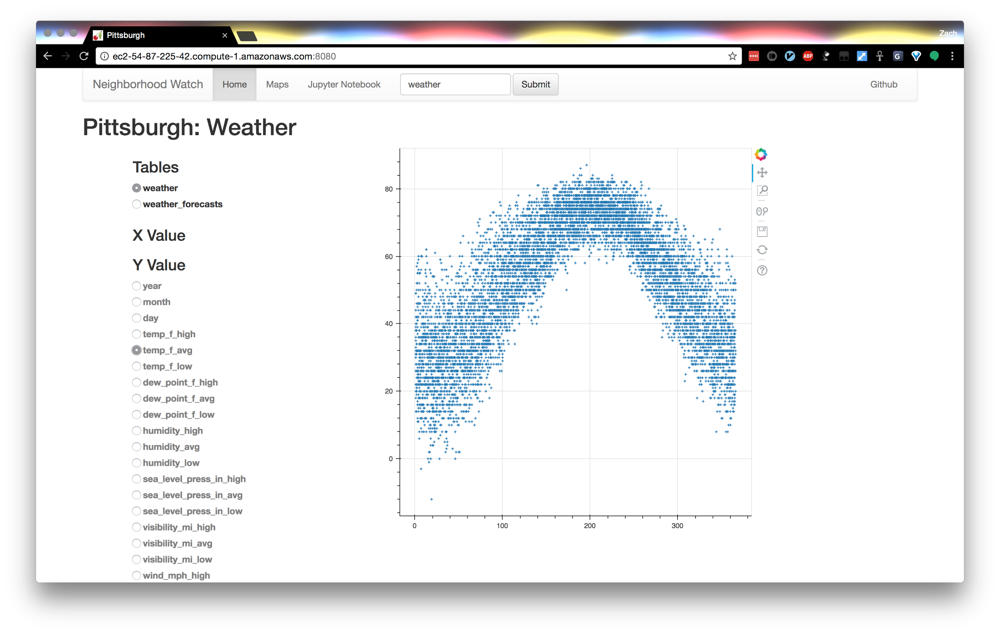 Pittsburgh
Zach
ec2-54-87-225-42.compute-1.amazonaws.com:8080
ABP
G
Neighborhood Watch Home Maps Jupyter Notebook weather Submit Github
Pittsburgh: Weather
Tables
weather
weather_forecasts
X Value
Y Value
year
month
day
temp_f_high
temp_f_avg
temp_f_low
dew_point_f_high
dew_point_f_avg
dew_point_f_low
humidity_high
humidity_avg
humidity_low
sea_level_press_in_high
sea_level_press_in_avg
sea_level_press_in_low
visibility_mi_high
visibility_mi_avg
visibility_mi_low
wind_mph_high
80
60
40
20
0
0 100 200 300